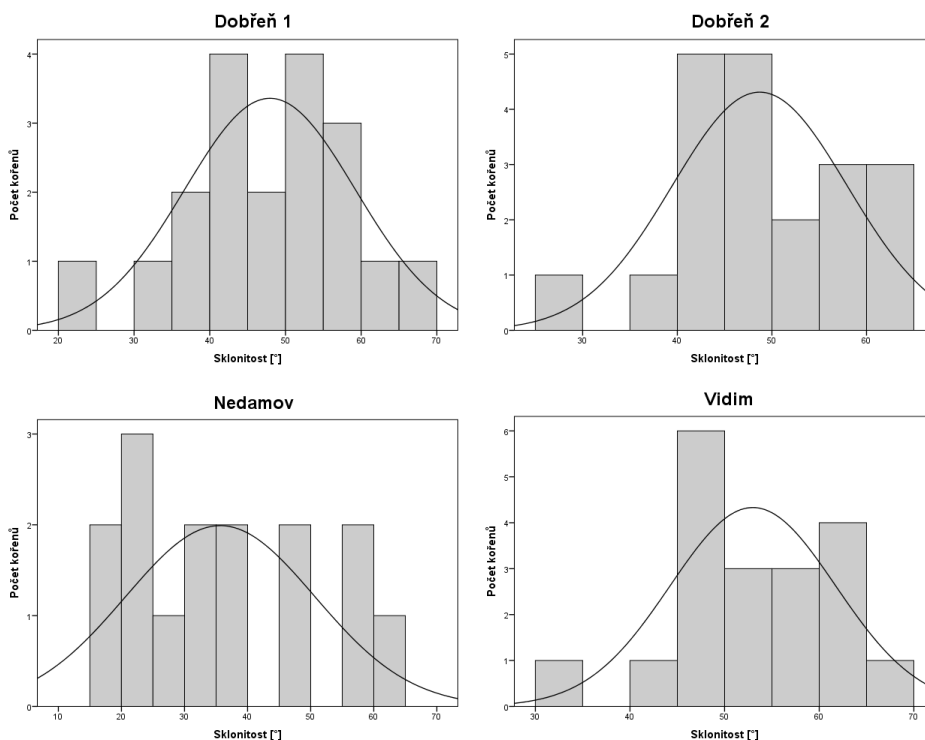 Dobřeň 1
Počet kořenů
4
3
2
1
0
20 30 40 50 60 70
Sklonitost [°]
Dobřeň 2
Počet kořenů
5
4
3
2
1
0
30 40 50 60
Sklonitost [°]
Nedamov
Počet kořenů
3
2
1
0
10 20 30 40 50 60 70
Sklonitost [°]
Vidim
Počet kořenů
6
5
4
3
2
1
0
30 40 50 60 70
Sklonitost [°]